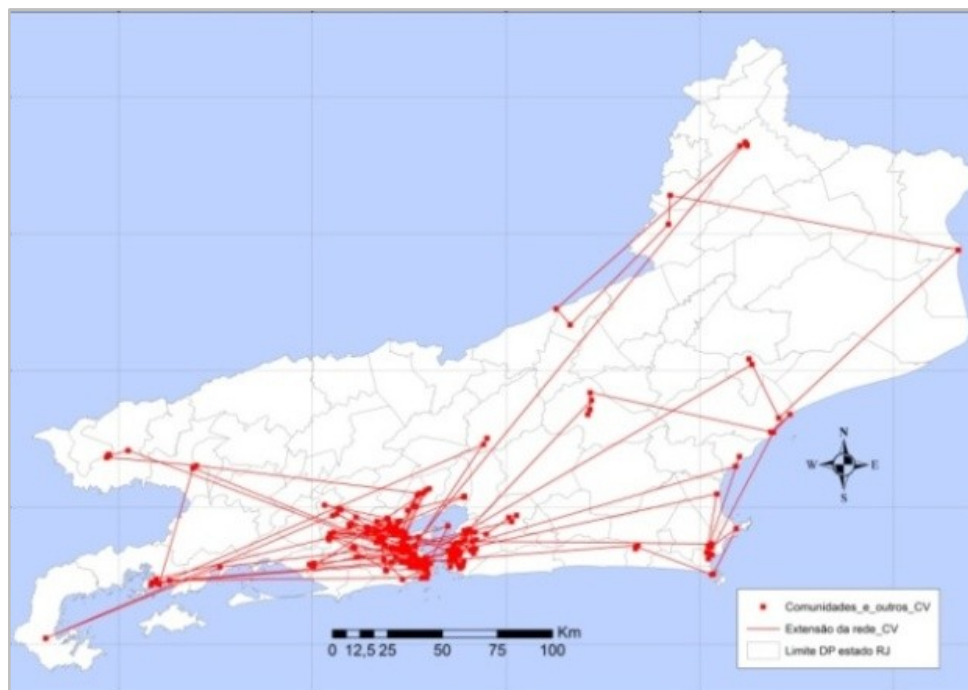 N
W E
S
Km
0 12,5 25 50 75 100
Comunidades_e_outros_CV
Extensão da rede_CV
Limite DP estado RJ